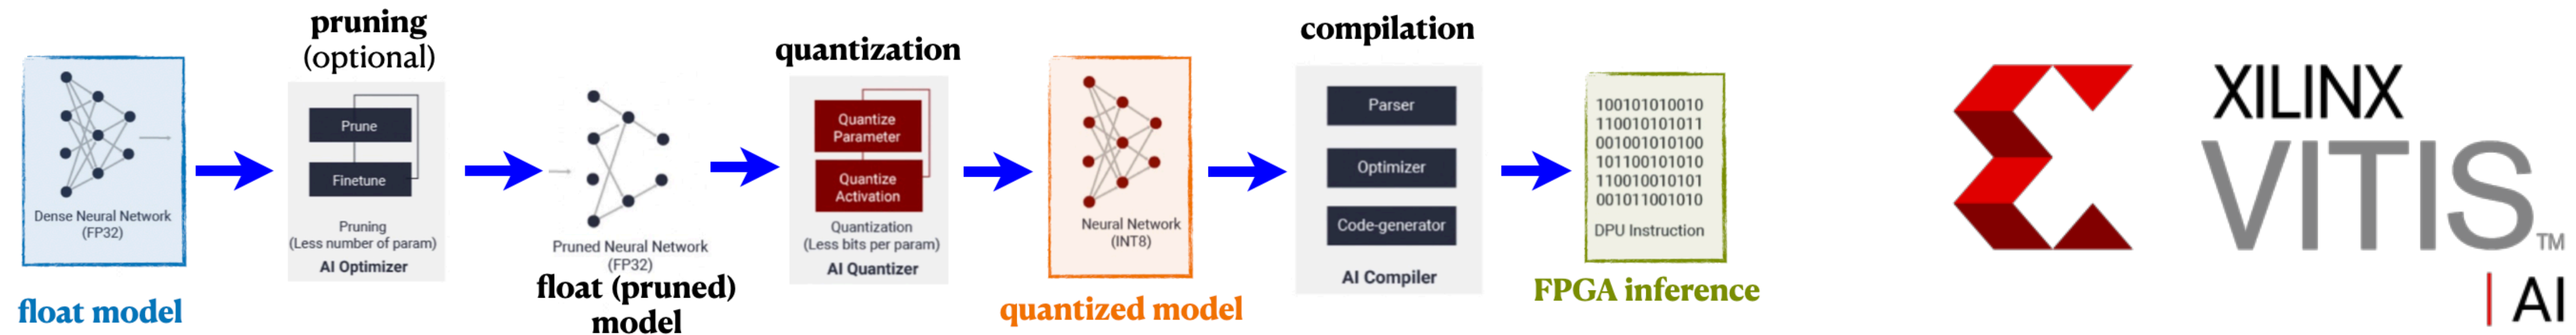 pruning
(optional)
quantization
compilation
Dense Neural Network
(FP32)
float model
Prune
Finetune
Pruning
(Less number of param)
AI Optimizer
Pruned Neural Network
(FP32)
float (pruned)
model
Quantize
Parameter
Quantize
Activation
Quantization
(Less bits per param)
AI Quantizer
Neural Network
(INT8)
quantized model
Parser
Optimizer
Code-generator
AI Compiler
100101010010
110010101011
001001010100
101100101010
110010010101
001011001010
DPU Instruction
FPGA inference
XILINX
VITIS™
| AI